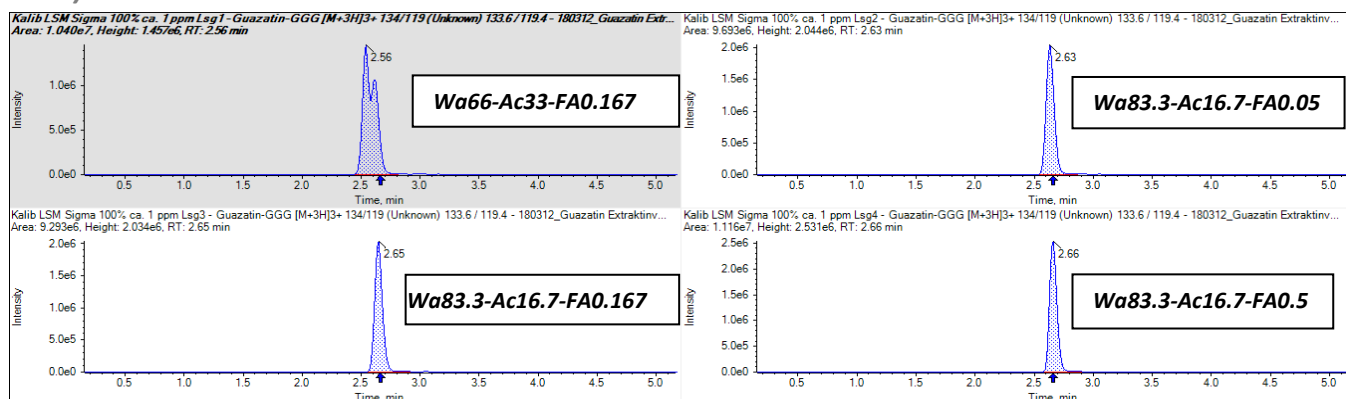 Kalib LSM Sigma 100% ca. 1 ppm Lsg1 - Guazatin-GGG [M+3H]3+ 134/119 (Unknown) 133.6 / 119.4 - 180312_Guazatin Extr...
Area: 1.040e7, Height: 1.457e6, RT: 2.56 min
2.56
1.0e6
5.0e5
0.0e0
Intensity
Wa66-Ac33-FA0.167
0.5 1.0 1.5 2.0 2.5 3.0 3.5 4.0 4.5 5.0
Time, min
Kalib LSM Sigma 100% ca. 1 ppm Lsg2 - Guazatin-GGG [M+3H]3+ 134/119 (Unknown) 133.6 / 119.4 - 180312_Guazatin Extraktinv...
Area: 9.693e6, Height: 2.044e6, RT: 2.63 min
2.63
2.0e6
1.5e6
1.0e6
5.0e5
0.0e0
Intensity
Wa83.3-Ac16.7-FA0.05
0.5 1.0 1.5 2.0 2.5 3.0 3.5 4.0 4.5 5.0
Time, min
Kalib LSM Sigma 100% ca. 1 ppm Lsg3 - Guazatin-GGG [M+3H]3+ 134/119 (Unknown) 133.6 / 119.4 - 180312_Guazatin Extraktinv...
Area: 9.293e6, Height: 2.034e6, RT: 2.65 min
2.65
2.0e6
1.5e6
1.0e6
5.0e5
0.0e0
Intensity
Wa83.3-Ac16.7-FA0.167
0.5 1.0 1.5 2.0 2.5 3.0 3.5 4.0 4.5 5.0
Time, min
Kalib LSM Sigma 100% ca. 1 ppm Lsg4 - Guazatin-GGG [M+3H]3+ 134/119 (Unknown) 133.6 / 119.4 - 180312_Guazatin Extraktinv...
Area: 1.116e7, Height: 2.531e6, RT: 2.66 min
2.66
2.5e6
2.0e6
1.5e6
1.0e6
5.0e5
0.0e0
Intensity
Wa83.3-Ac16.7-FA0.5
0.5 1.0 1.5 2.0 2.5 3.0 3.5 4.0 4.5 5.0
Time, min